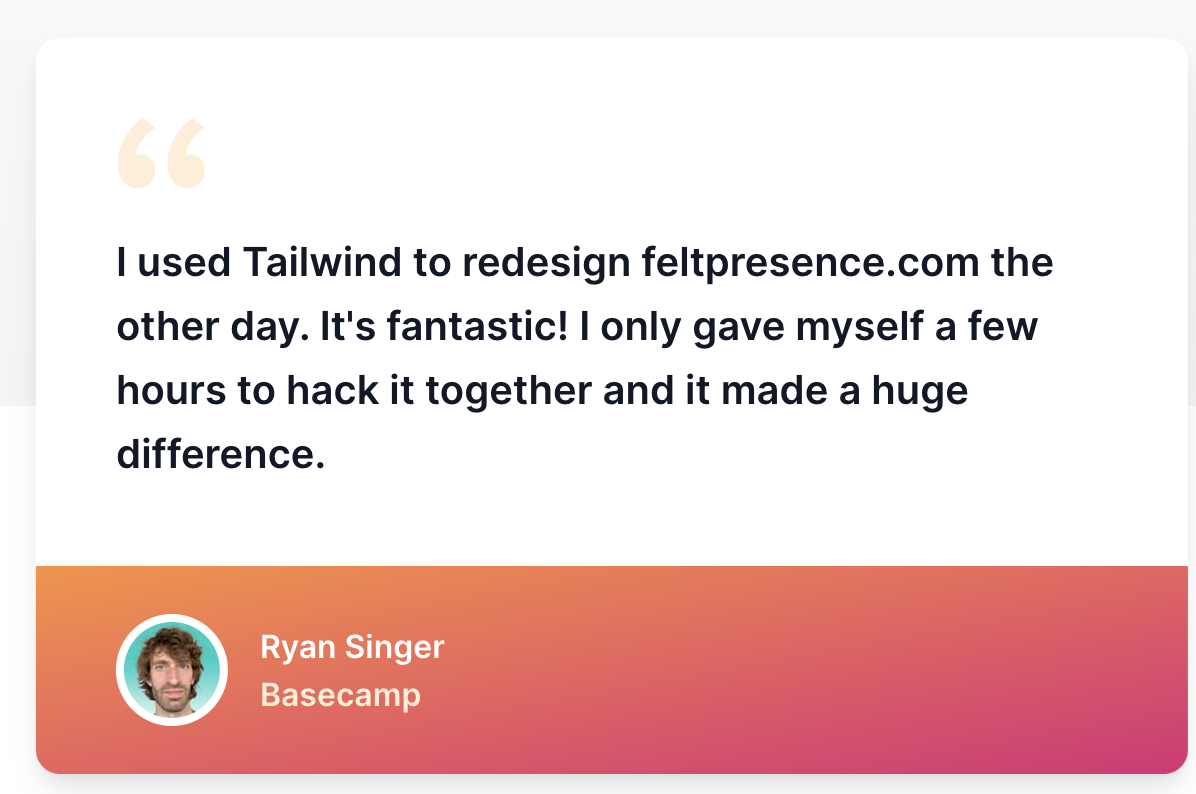 “
I used Tailwind to redesign feltpresence.com the
other day. It's fantastic! I only gave myself a few
hours to hack it together and it made a huge
difference.
Ryan Singer
Basecamp